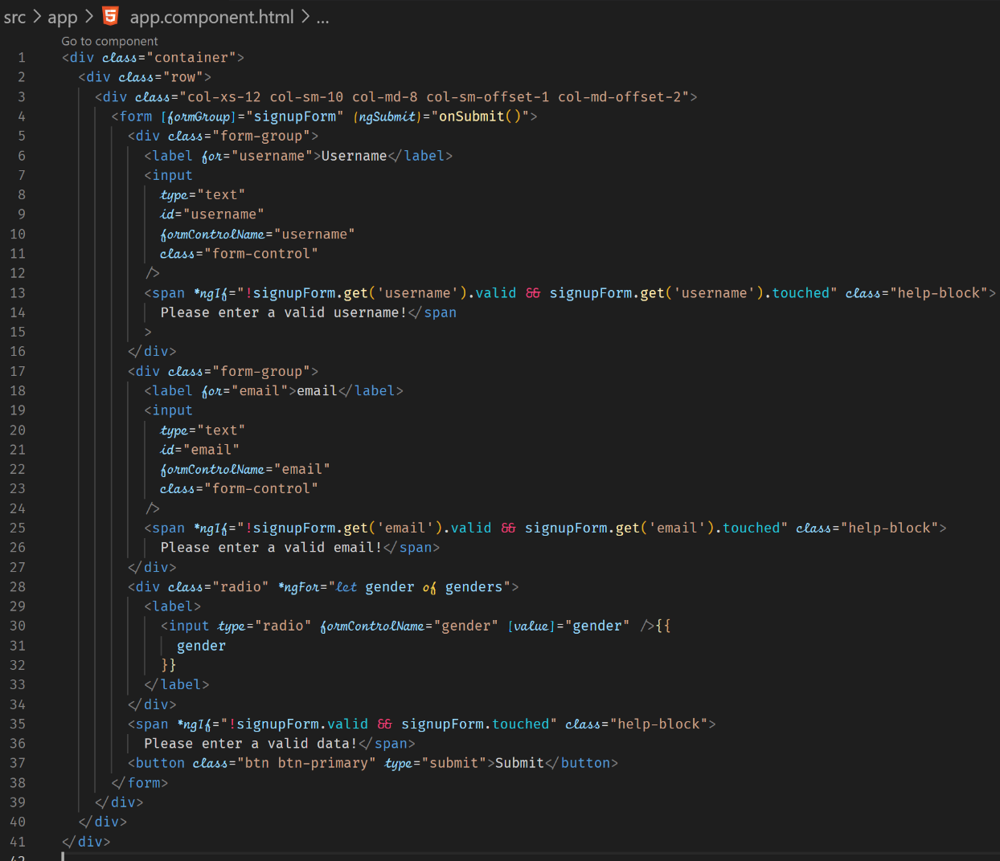 src > app > app.component.html > ...
Go to component
1 <div class="container">
2 <div class="row">
3 <div class="col-xs-12 col-sm-10 col-md-8 col-sm-offset-1 col-md-offset-2">
4 <form [formGroup]="signupForm" (ngSubmit)="onSubmit()">
5 <div class="form-group">
6 <label for="username">Username</label>
7 <input
8 type="text"
9 id="username"
10 formControlName="username"
11 class="form-control"
12 />
13 <span *ngIf="!signupForm.get('username').valid && signupForm.get('username').touched" class="help-block">
14 Please enter a valid username!</span
15 >
16 </div>
17 <div class="form-group">
18 <label for="email">email</label>
19 <input
20 type="text"
21 id="email"
22 formControlName="email"
23 class="form-control"
24 />
25 <span *ngIf="!signupForm.get('email').valid && signupForm.get('email').touched" class="help-block">
26 Please enter a valid email!</span>
27 </div>
28 <div class="radio" *ngFor="let gender of genders">
29 <label>
30 <input type="radio" formControlName="gender" [value]="gender" />{{
31 gender
32 }}
33 </label>
34 </div>
35 <span *ngIf="!signupForm.valid && signupForm.touched" class="help-block">
36 Please enter a valid data!</span>
37 <button class="btn btn-primary" type="submit">Submit</button>
38 </form>
39 </div>
40 </div>
41 </div>
42